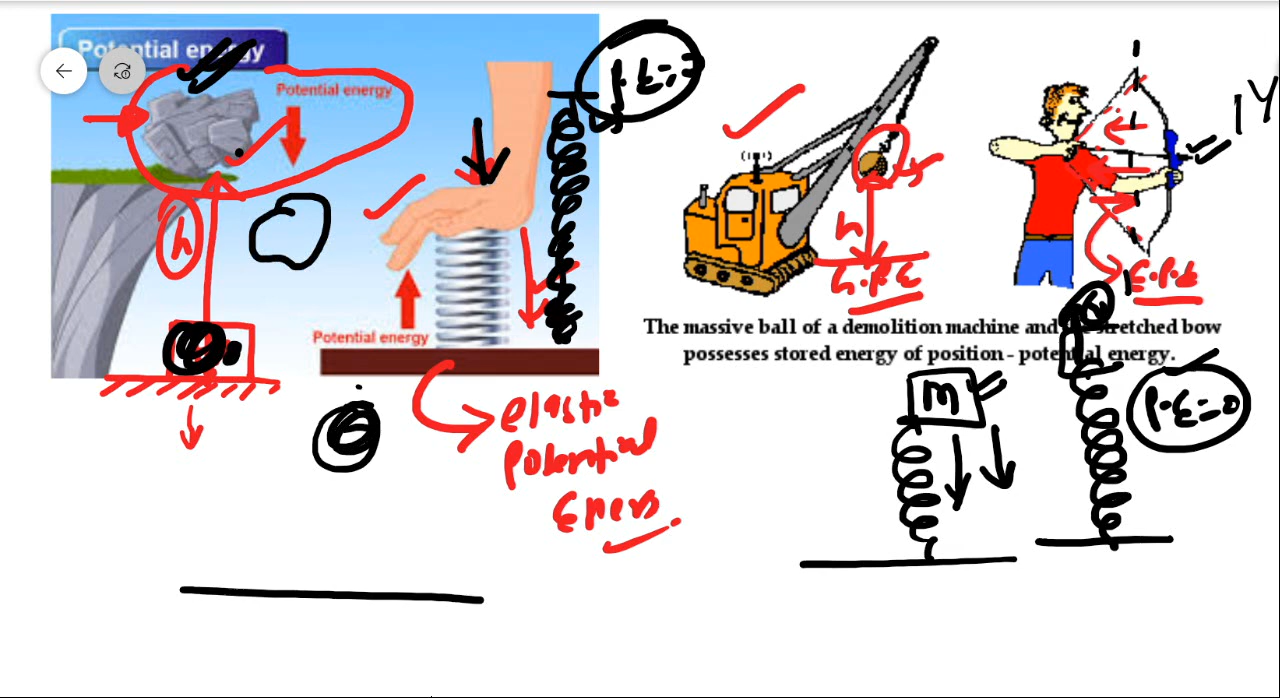 Potential energy
Potential energy
Potential energy
h
P.E =
h
G.P.E
E.P.E
The massive ball of a demolition machine and the stretched bow
possesses stored energy of position - potential energy.
m
P.E=0
Elastic
Potential
Energy